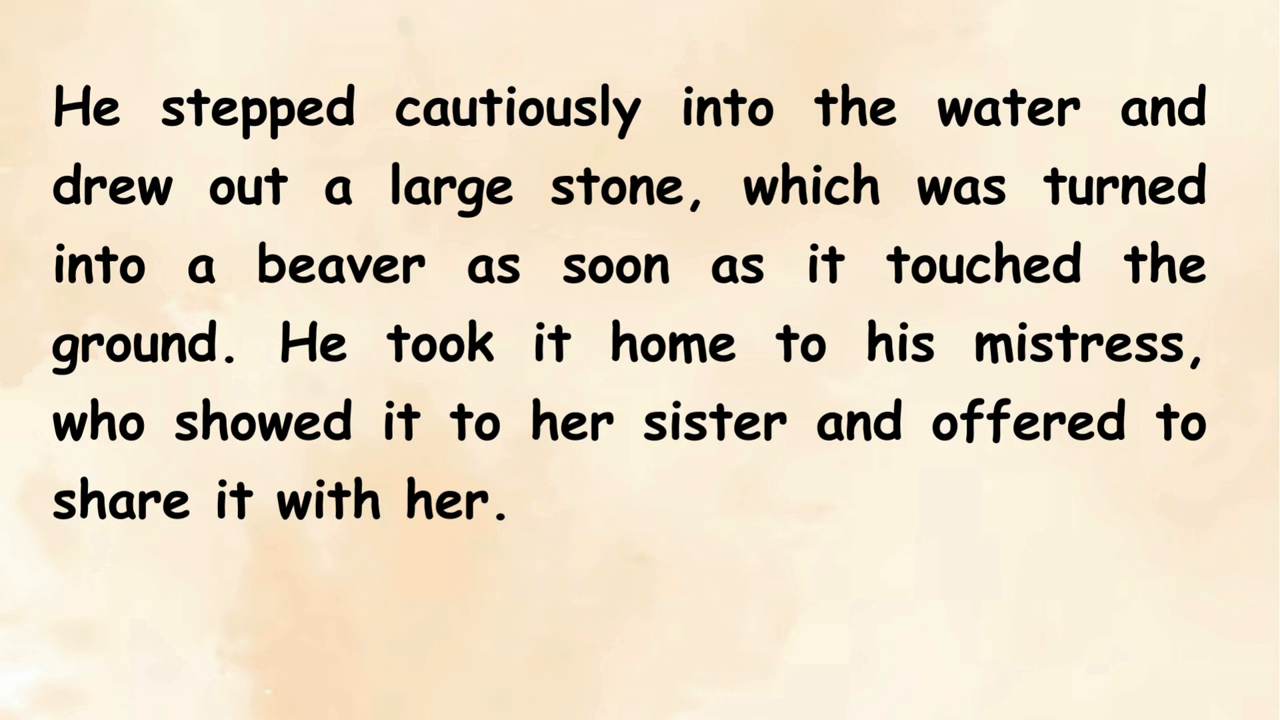 He stepped cautiously into the water and
drew out a large stone, which was turned
into a beaver as soon as it touched the
ground. He took it home to his mistress,
who showed it to her sister and offered to
share it with her.